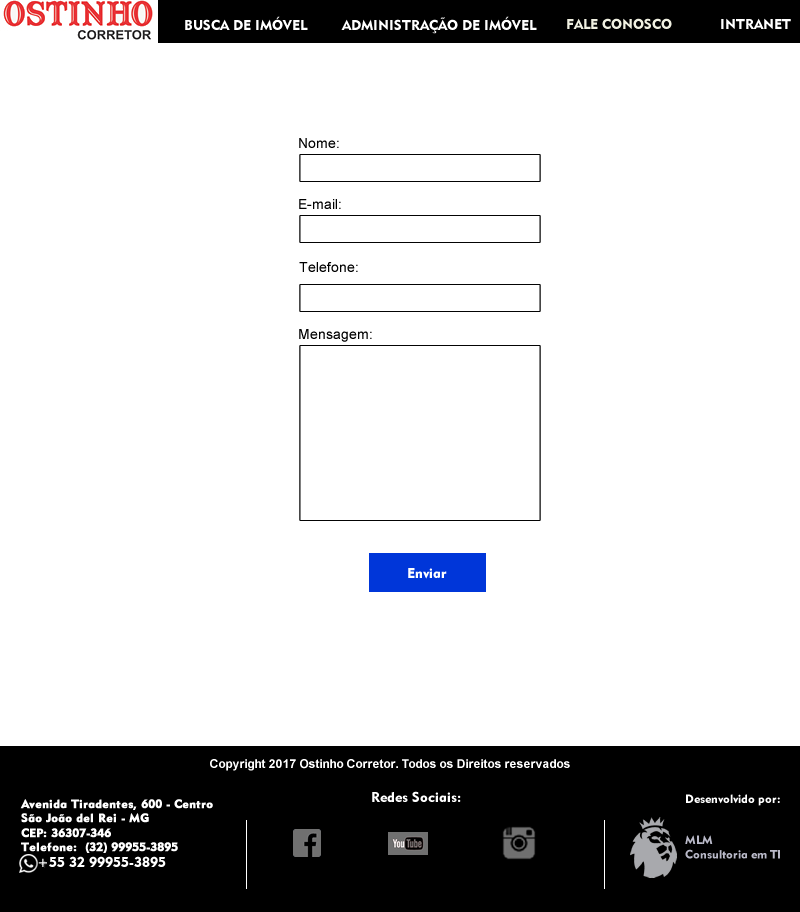 OSTINHO
CORRETOR
BUSCA DE IMÓVEL
ADMINISTRAÇÃO DE IMÓVEL
FALE CONOSCO
INTRANET
Nome:
E-mail:
Telefone:
Mensagem:
Enviar
Copyright 2017 Ostinho Corretor. Todos os Direitos reservados
Avenida Tiradentes, 600 - Centro
São João del Rei - MG
CEP: 36307-346
Telefone: (32) 99955-3895
+55 32 99955-3895
Redes Sociais:
You Tube
Desenvolvido por:
MLM
Consultoria em TI